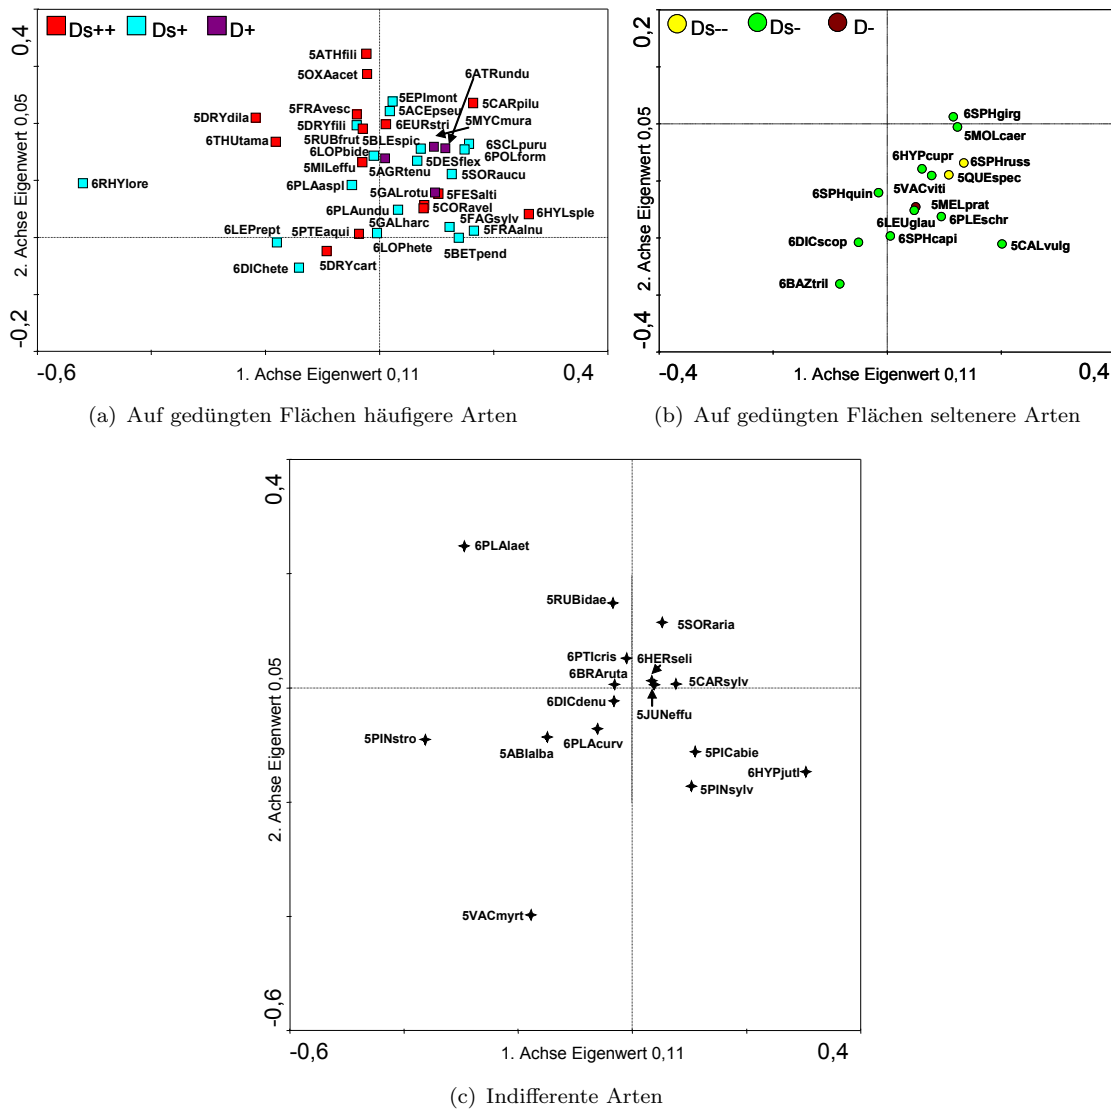 0,4
Ds++ Ds+ D+
5ATHfili
6ATRundu
5OXAacet
5EPImont
5CARpilu
5FRAvesc
5ACEpseu
5DRYdila
5DRYfili
6EURstri
5MYCmura
6THUtama
5RUBfrut
5BLEspic
6SCLpuru
6LOPbide
5DESflex
6POLform
5MILeffu
5AGRtenu
5SORaucu
6RHYlore
6PLAaspl
5GALrotu
5FESalti
6PLAundu
5CORavel
6HYLsple
5GALharc
5FAGsylv
6LEPrept
5PTEaqui
5FRAalnu
6LOPhete
5BETpend
6DIChete
5DRYcart
2. Achse Eigenwert 0,05
-0,2
-0,6
1. Achse Eigenwert 0,11
0,4
(a) Auf gedüngten Flächen häufigere Arten
0,2
Ds-- Ds- D-
6SPHgirg
5MOLcaer
6HYPcupr
6SPHruss
5QUEspec
6SPHquin
5VACviti
5MELprat
6LEUglau
6PLEschr
6DICscop
6SPHcapi
5CALvulg
6BAZtril
2. Achse Eigenwert 0,05
-0,4
-0,4
1. Achse Eigenwert 0,11
0,4
(b) Auf gedüngten Flächen seltenere Arten
0,4
6PLAlaet
5RUBidae
5SORaria
6PTIcris
6HERseli
6BRAruta
5CARsylv
6DICdenu
5JUNeffu
5PINstro
5ABIalba
6PLAcurv
5PICabie
6HYPjutl
5PINsylv
5VACmyrt
2. Achse Eigenwert 0,05
-0,6
-0,6
1. Achse Eigenwert 0,11
0,4
(c) Indifferente Arten